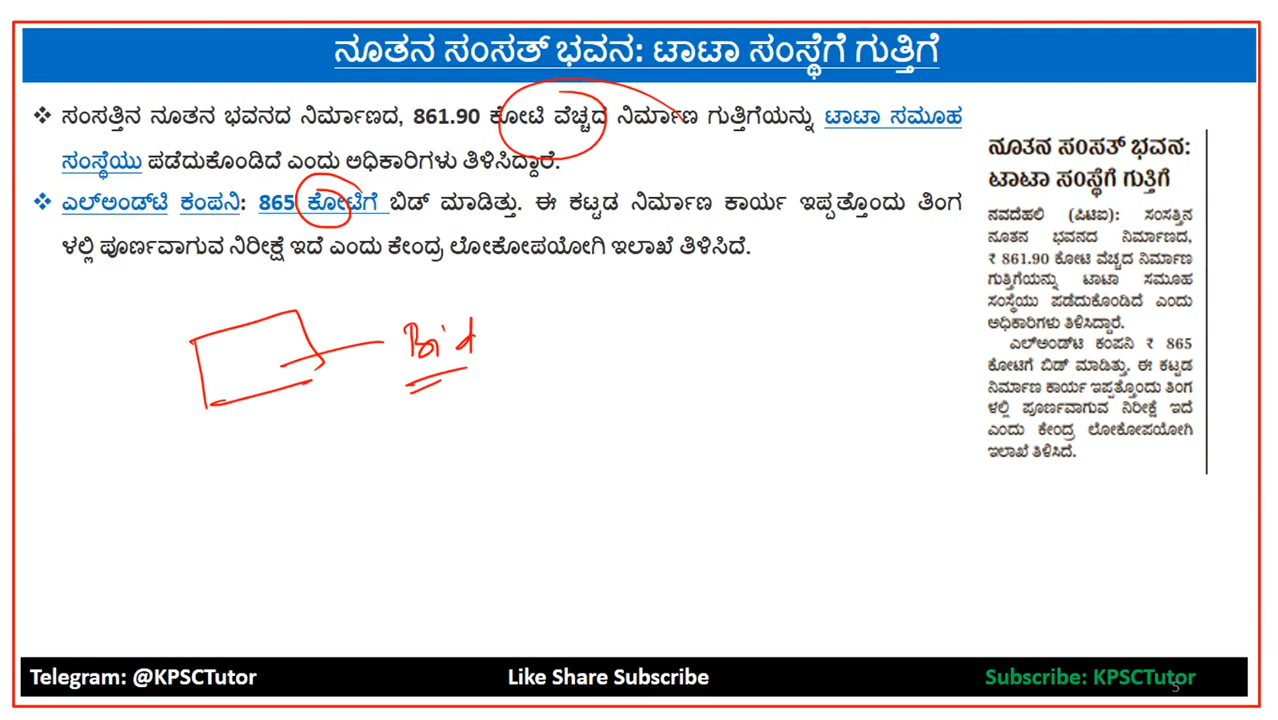 ನೂತನ ಸಂಸತ್ ಭವನ: ಟಾಟಾ ಸಂಸ್ಥೆಗೆ ಗುತ್ತಿಗೆ
❖ ಸಂಸತ್ತಿನ ನೂತನ ಭವನದ ನಿರ್ಮಾಣದ, 861.90 ಕೋಟಿ ವೆಚ್ಚದ ನಿರ್ಮಾಣ ಗುತ್ತಿಗೆಯನ್ನು ಟಾಟಾ ಸಮೂಹ
ಸಂಸ್ಥೆಯು ಪಡೆದುಕೊಂಡಿದೆ ಎಂದು ಅಧಿಕಾರಿಗಳು ತಿಳಿಸಿದ್ದಾರೆ.
❖ ಎಲ್‌ಅಂಡ್‌ಟಿ ಕಂಪನಿ: 865 ಕೋಟಿಗೆ ಬಿಡ್ ಮಾಡಿತ್ತು. ಈ ಕಟ್ಟಡ ನಿರ್ಮಾಣ ಕಾರ್ಯ ಇಪ್ಪತ್ತೊಂದು ತಿಂಗ
ಳಲ್ಲಿ ಪೂರ್ಣವಾಗುವ ನಿರೀಕ್ಷೆ ಇದೆ ಎಂದು ಕೇಂದ್ರ ಲೋಕೋಪಯೋಗಿ ಇಲಾಖೆ ತಿಳಿಸಿದೆ.
Bid
ನೂತನ ಸಂಸತ್ ಭವನ:
ಟಾಟಾ ಸಂಸ್ಥೆಗೆ ಗುತ್ತಿಗೆ
ನವದೆಹಲಿ (ಪಿಟಿಐ): ಸಂಸತ್ತಿನ
ನೂತನ ಭವನದ ನಿರ್ಮಾಣದ,
₹ 861.90 ಕೋಟಿ ವೆಚ್ಚದ ನಿರ್ಮಾಣ
ಗುತ್ತಿಗೆಯನ್ನು ಟಾಟಾ ಸಮೂಹ
ಸಂಸ್ಥೆಯು ಪಡೆದುಕೊಂಡಿದೆ ಎಂದು
ಅಧಿಕಾರಿಗಳು ತಿಳಿಸಿದ್ದಾರೆ.
ಎಲ್‌ಅಂಡ್‌ಟಿ ಕಂಪನಿ ₹ 865
ಕೋಟಿಗೆ ಬಿಡ್ ಮಾಡಿತ್ತು. ಈ ಕಟ್ಟಡ
ನಿರ್ಮಾಣ ಕಾರ್ಯ ಇಪ್ಪತ್ತೊಂದು ತಿಂಗ
ಳಲ್ಲಿ ಪೂರ್ಣವಾಗುವ ನಿರೀಕ್ಷೆ ಇದೆ
ಎಂದು ಕೇಂದ್ರ ಲೋಕೋಪಯೋಗಿ
ಇಲಾಖೆ ತಿಳಿಸಿದೆ.
Telegram: @KPSCTutor Like Share Subscribe Subscribe: KPSCTutor
5